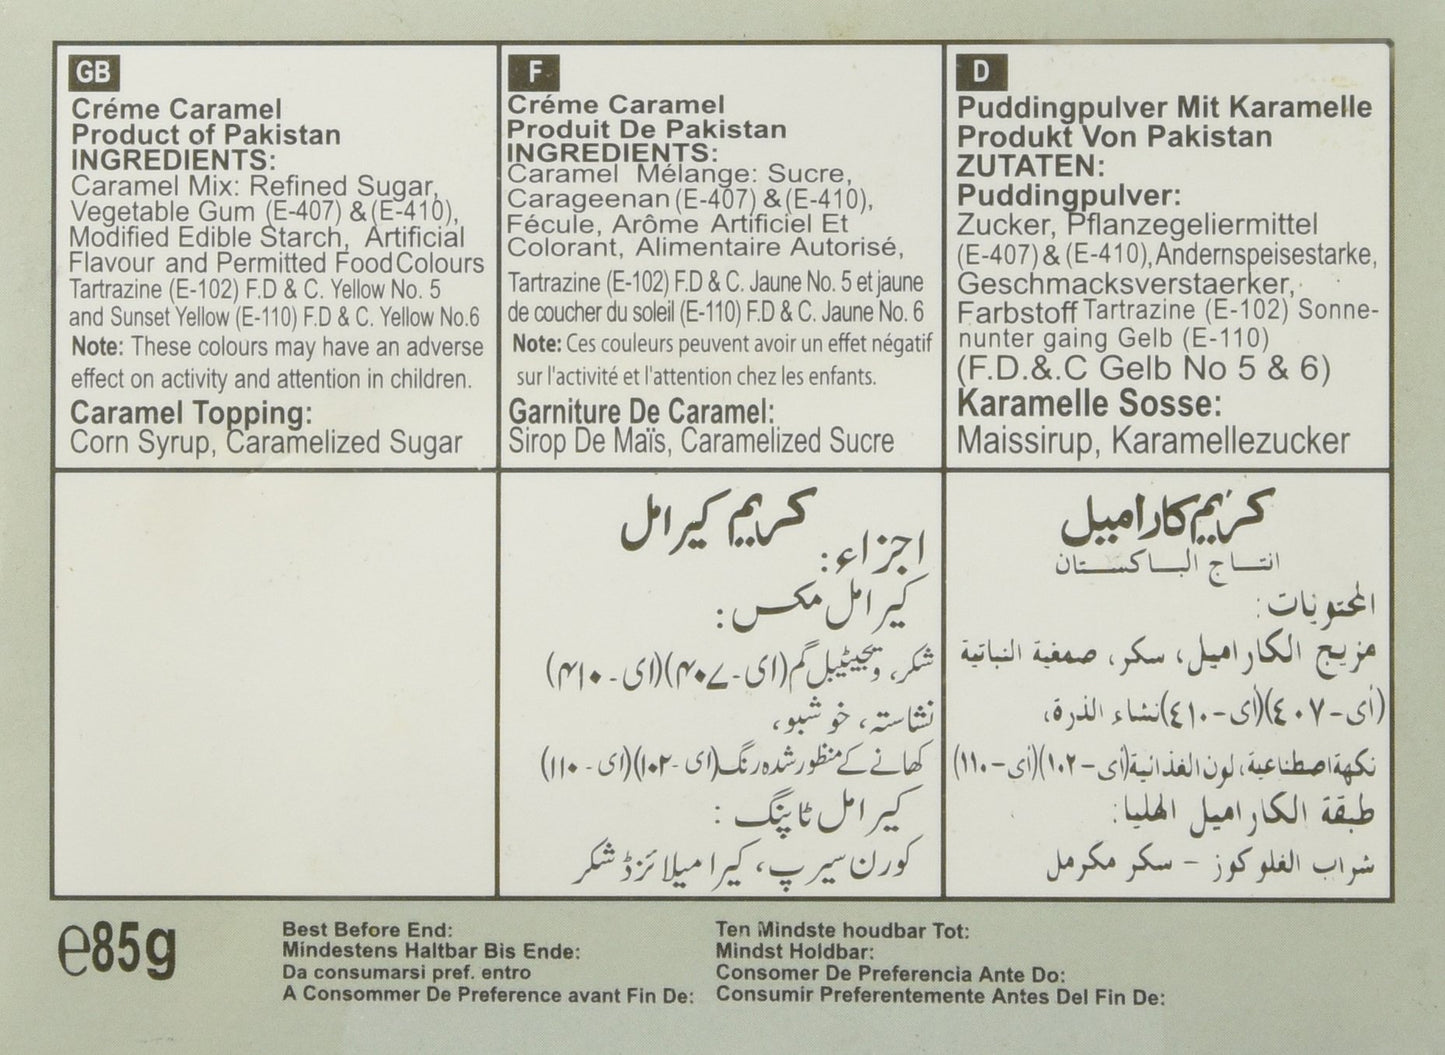 GB
Créme Caramel
Product of Pakistan
INGREDIENTS:
Caramel Mix: Refined Sugar,
Vegetable Gum (E-407) & (E-410),
Modified Edible Starch, Artificial
Flavour and Permitted Food Colours
Tartrazine (E-102) F.D & C. Yellow No. 5
and Sunset Yellow (E-110) F.D & C. Yellow No.6
Note: These colours may have an adverse
effect on activity and attention in children.
Caramel Topping:
Corn Syrup, Caramelized Sugar
F
Créme Caramel
Produit De Pakistan
INGREDIENTS:
Caramel Mélange: Sucre,
Carageenan (E-407) & (E-410),
Fécule, Arôme Artificiel Et
Colorant, Alimentaire Autorisé,
Tartrazine (E-102) F.D & C. Jaune No. 5 et jaune
de coucher du soleil (E-110) F.D & C. Jaune No. 6
Note: Ces couleurs peuvent avoir un effet négatif
sur l'activité et l'attention chez les enfants.
Garniture De Caramel:
Sirop De Maïs, Caramelized Sucre
D
Puddingpulver Mit Karamelle
Produkt Von Pakistan
ZUTATEN:
Puddingpulver:
Zucker, Pflanzegeliermittel
(E-407) & (E-410), Andernspeisestarke,
Geschmacksverstaerker,
Farbstoff Tartrazine (E-102) Sonne-
nunter gaing Gelb (E-110)
(F.D.&.C Gelb No 5 & 6)
Karamelle Sosse:
Maissirup, Karamellezucker
کریم کیرامل
اجزاء:
کیرامل مکس:
شکر، ویجیٹیبل گم (ای-۴۰۷)(ای-۴۱۰)
نشاستہ، خوشبو،
کھانے کے منظور شدہ رنگ (ای-۱۰۲)(ای-۱۱۰)
کیرامل ٹاپنگ:
کورن سیرپ، کیرامیلائزڈ شکر
كريم كاراميل
انتاج الباكستان
المحتويات:
مزيج الكاراميل، سكر، صمغية النباتية
(أى-٤٠٧)(أى-٤١٠)نشاء الذرة،
نكهة اصطناعية، لون الغذائية(أى-١٠٢)(أى-١١٠)
طبقة الكاراميل الهليا:
شراب الغلوكوز - سكر مكرمل
℮85g
Best Before End:
Mindestens Haltbar Bis Ende:
Da consumarsi pref. entro
A Consommer De Preference avant Fin De:
Ten Mindste houdbar Tot:
Mindst Holdbar:
Consomer De Preferencia Ante Do:
Consumir Preferentemente Antes Del Fin De: